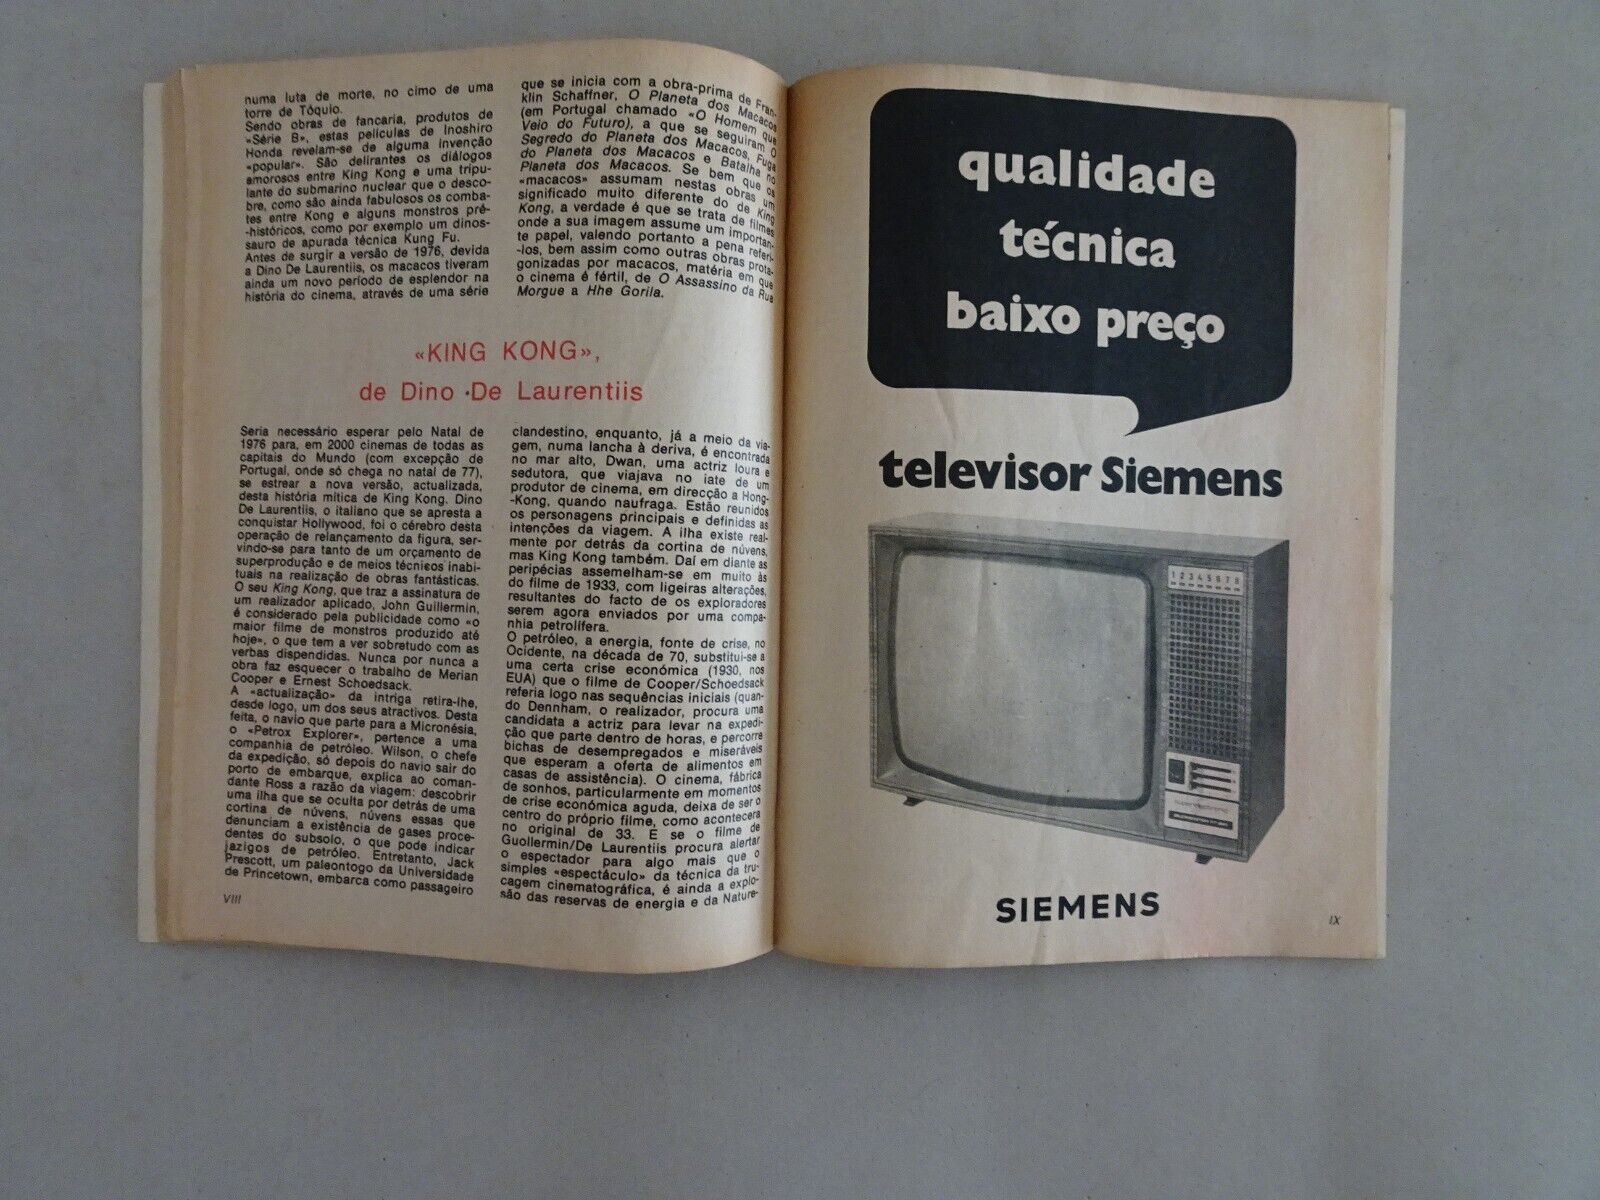 numa luta de morte, no cimo de uma
torre de Tóquio.
Sendo obras de fancaria, produtos de
«Série B», estas películas de Inoshiro
Honda revelam-se de alguma invenção
«popular». São delirantes os diálogos
amorosos entre King Kong e uma tripu-
lante do submarino nuclear que o desco-
bre, como são ainda fabulosos os comba-
tes entre Kong e alguns monstros pré-
-históricos, como por exemplo um dinos-
sauro de apurada técnica Kung Fu.
Antes de surgir a versão de 1976, devida
a Dino De Laurentiis, os macacos tiveram
ainda um novo período de esplendor na
história do cinema, através de uma série
que se inicia com a obra-prima de Fran-
klin Schaffner, O Planeta dos Macacos
(em Portugal chamado «O Homem que
Veio do Futuro), a que se seguiram O
Segredo do Planeta dos Macacos, Fuga
do Planeta dos Macacos e Batalha no
Planeta dos Macacos. Se bem que os
«macacos» assumam nestas obras um
significado muito diferente do de King
Kong, a verdade é que se trata de filmes
onde a sua imagem assume um importan-
te papel, valendo portanto a pena referi-
-los, bem assim como outras obras prota-
gonizadas por macacos, matéria em que
o cinema é fértil, de O Assassino da Rua
Morgue a Hhe Gorila.
«KING KONG»,
de Dino De Laurentiis
Seria necessário esperar pelo Natal de
1976 para, em 2000 cinemas de todas as
capitais do Mundo (com excepção de
Portugal, onde só chega no natal de 77),
se estrear a nova versão, actualizada,
desta história mítica de King Kong. Dino
De Laurentiis, o italiano que se apresta a
conquistar Hollywood, foi o cérebro desta
operação de relançamento da figura, ser-
vindo-se para tanto de um orçamento de
superprodução e de meios técnicos inabi-
tuais na realização de obras fantásticas.
O seu King Kong, que traz a assinatura de
um realizador aplicado, John Guillermin,
é considerado pela publicidade como «o
maior filme de monstros produzido até
hoje», o que tem a ver sobretudo com as
verbas dispendidas. Nunca por nunca a
obra faz esquecer o trabalho de Merian
Cooper e Ernest Schoedsack.
A «actualização» da intriga retira-lhe,
desde logo, um dos seus atractivos. Desta
feita, o navio que parte para a Micronésia,
o «Petrox Explorer», pertence a uma
companhia de petróleo. Wilson, o chefe
da expedição, só depois do navio sair do
porto de embarque, explica ao coman-
dante Ross a razão da viagem: descobrir
uma ilha que se oculta por detrás de uma
cortina de núvens, núvens essas que
denunciam a existência de gases proce-
dentes do subsolo, o que pode indicar
jazigos de petróleo. Entretanto, Jack
Prescott, um paleontogo da Universidade
de Princetown, embarca como passageiro
VIII
clandestino, enquanto, já a meio da via-
gem, numa lancha à deriva, é encontrada
no mar alto, Dwan, uma actriz loura e
sedutora, que viajava no iate de um
produtor de cinema, em direcção a Hong-
-Kong, quando naufraga. Estão reunidos
os personagens principais e definidas as
intenções da viagem. A ilha existe real-
mente por detrás da cortina de núvens,
mas King Kong também. Daí em diante as
peripécias assemelham-se em muito às
do filme de 1933, com ligeiras alterações,
resultantes do facto de os exploradores
serem agora enviados por uma compa-
nhia petrolífera.
O petróleo, a energia, fonte de crise, no
Ocidente, na década de 70, substitui-se a
uma certa crise económica (1930, nos
EUA) que o filme de Cooper/Schoedsack
referia logo nas sequências iniciais (quan-
do Dennham, o realizador, procura uma
candidata a actriz para levar na expedi-
ção que parte dentro de horas, e percorre
bichas de desempregados e miseráveis
que esperam a oferta de alimentos em
casas de assistência). O cinema, fábrica
de sonhos, particularmente em momentos
de crise económica aguda, deixa de ser o
centro do próprio filme, como acontecera
no original de 33. E se o filme de
Guollermin/De Laurentiis procura alertar
o espectador para algo mais que o
simples «espectáculo» da técnica da tru-
cagem cinematográfica, é ainda a explo-
são das reservas de energia e da Nature-
qualidade
técnica
baixo preço
televisor Siemens
1 2 3 4 5 6 7 8
SIEMENS
IX